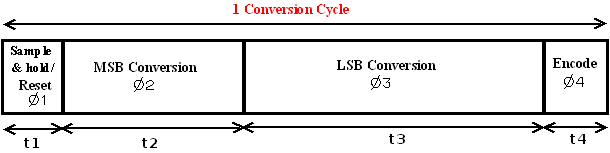 1 Conversion Cycle
Sample
& hold/
Reset
Ø1
MSB Conversion
Ø2
LSB Conversion
Ø3
Encode
Ø4
t1
t2
t3
t4